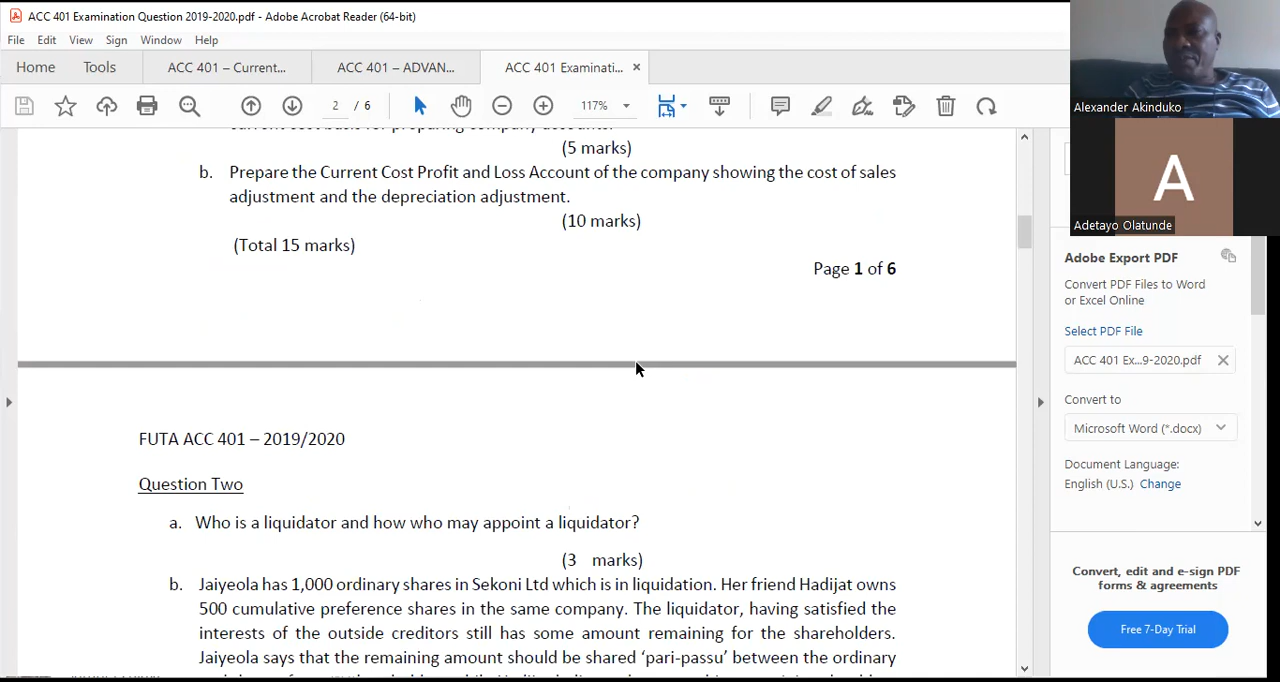 ACC 401 Examination Question 2019-2020.pdf - Adobe Acrobat Reader (64-bit)
File Edit View Sign Window Help
Home Tools ACC 401 – Current... ACC 401 – ADVAN... ACC 401 Examinati... ×
2 / 6 117%
(5 marks)
b. Prepare the Current Cost Profit and Loss Account of the company showing the cost of sales
adjustment and the depreciation adjustment.
(10 marks)
(Total 15 marks)
Page 1 of 6
FUTA ACC 401 – 2019/2020
Question Two
a. Who is a liquidator and how who may appoint a liquidator?
(3 marks)
b. Jaiyeola has 1,000 ordinary shares in Sekoni Ltd which is in liquidation. Her friend Hadijat owns
500 cumulative preference shares in the same company. The liquidator, having satisfied the
interests of the outside creditors still has some amount remaining for the shareholders.
Jaiyeola says that the remaining amount should be shared ‘pari-passu’ between the ordinary
Alexander Akinduko
A
Adetayo Olatunde
Adobe Export PDF
Convert PDF Files to Word
or Excel Online
Select PDF File
ACC 401 Ex...9-2020.pdf
Convert to
Microsoft Word (*.docx)
Document Language:
English (U.S.) Change
Convert, edit and e-sign PDF
forms & agreements
Free 7-Day Trial